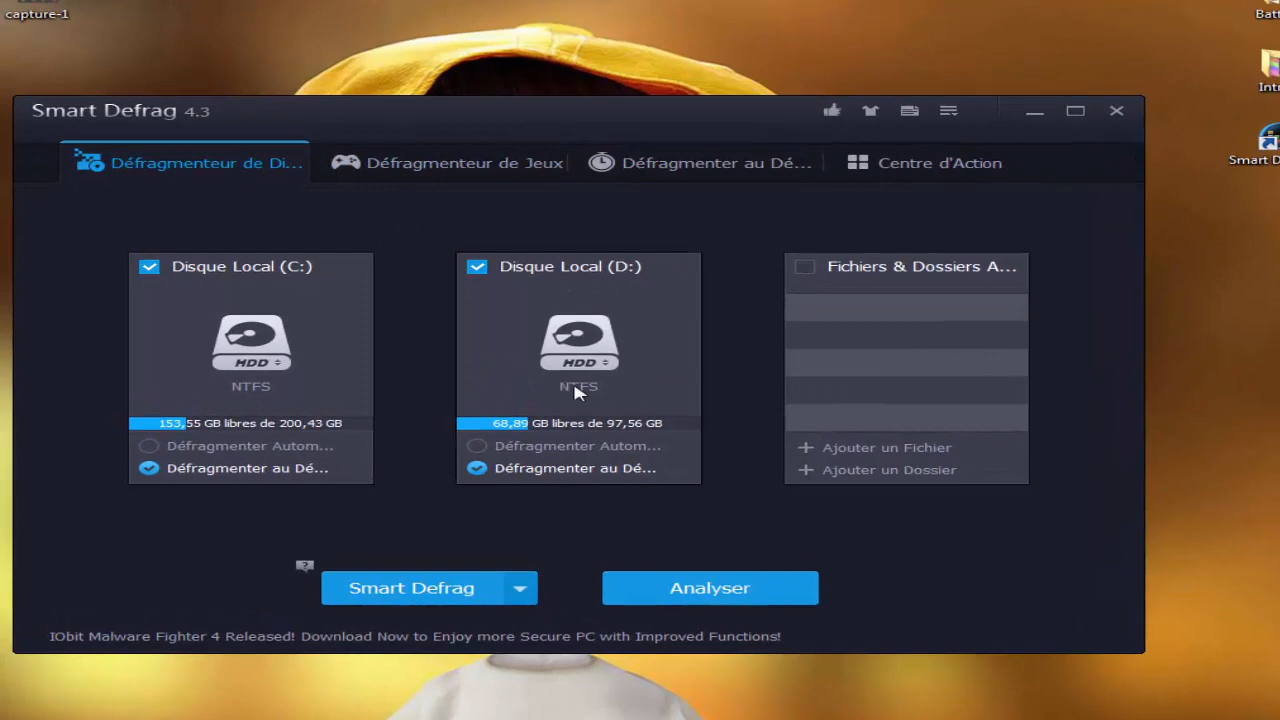 capture-1
Batt
Intr
Smart D
Smart Defrag 4.3
Défragmenteur de Di...
Défragmenteur de Jeux
Défragmenter au Dé...
Centre d'Action
Disque Local (C:)
HDD
NTFS
153,55 GB libres de 200,43 GB
Défragmenter Autom...
Défragmenter au Dé...
Disque Local (D:)
HDD
NTFS
68,89 GB libres de 97,56 GB
Défragmenter Autom...
Défragmenter au Dé...
Fichiers & Dossiers A...
Ajouter un Fichier
Ajouter un Dossier
?
Smart Defrag
Analyser
IObit Malware Fighter 4 Released! Download Now to Enjoy more Secure PC with Improved Functions!